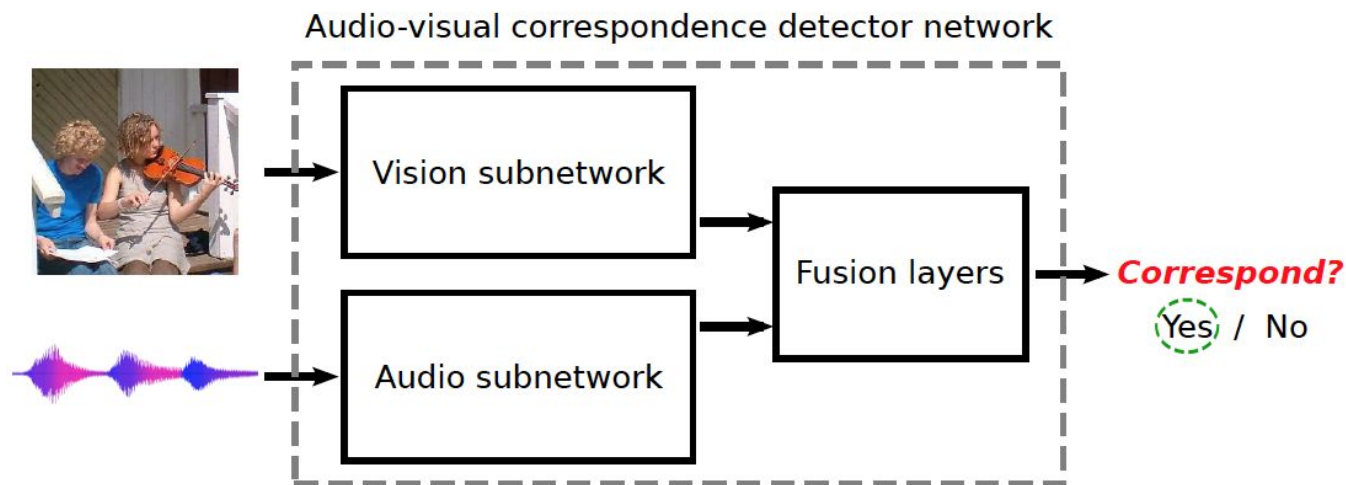 Audio-visual correspondence detector network
Vision subnetwork
Audio subnetwork
Fusion layers
Correspond?
Yes / No